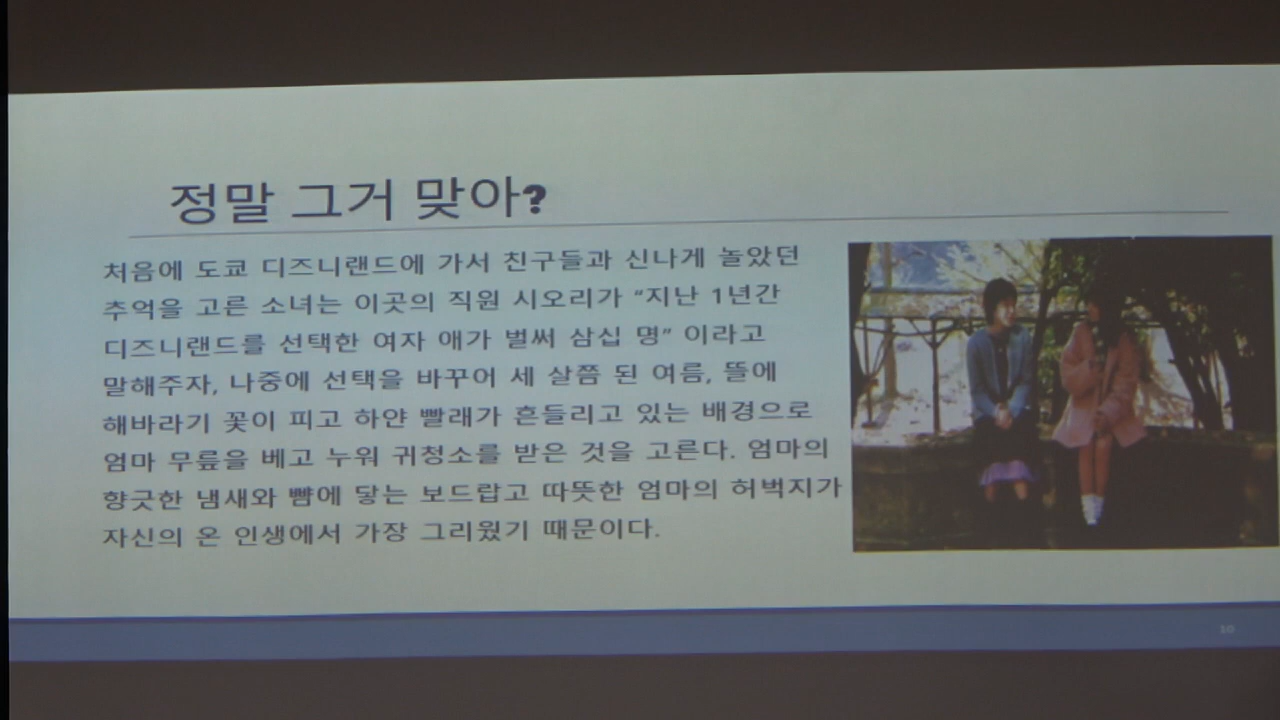 정말 그거 맞아?
처음에 도쿄 디즈니랜드에 가서 친구들과 신나게 놀았던
추억을 고른 소녀는 이곳의 직원 시오리가 “지난 1년간
디즈니랜드를 선택한 여자 애가 벌써 삼십 명” 이라고
말해주자, 나중에 선택을 바꾸어 세 살쯤 된 여름, 뜰에
해바라기 꽃이 피고 하얀 빨래가 흔들리고 있는 배경으로
엄마 무릎을 베고 누워 귀청소를 받은 것을 고른다. 엄마의
향긋한 냄새와 뺨에 닿는 보드랍고 따뜻한 엄마의 허벅지가
자신의 온 인생에서 가장 그리웠기 때문이다.
10